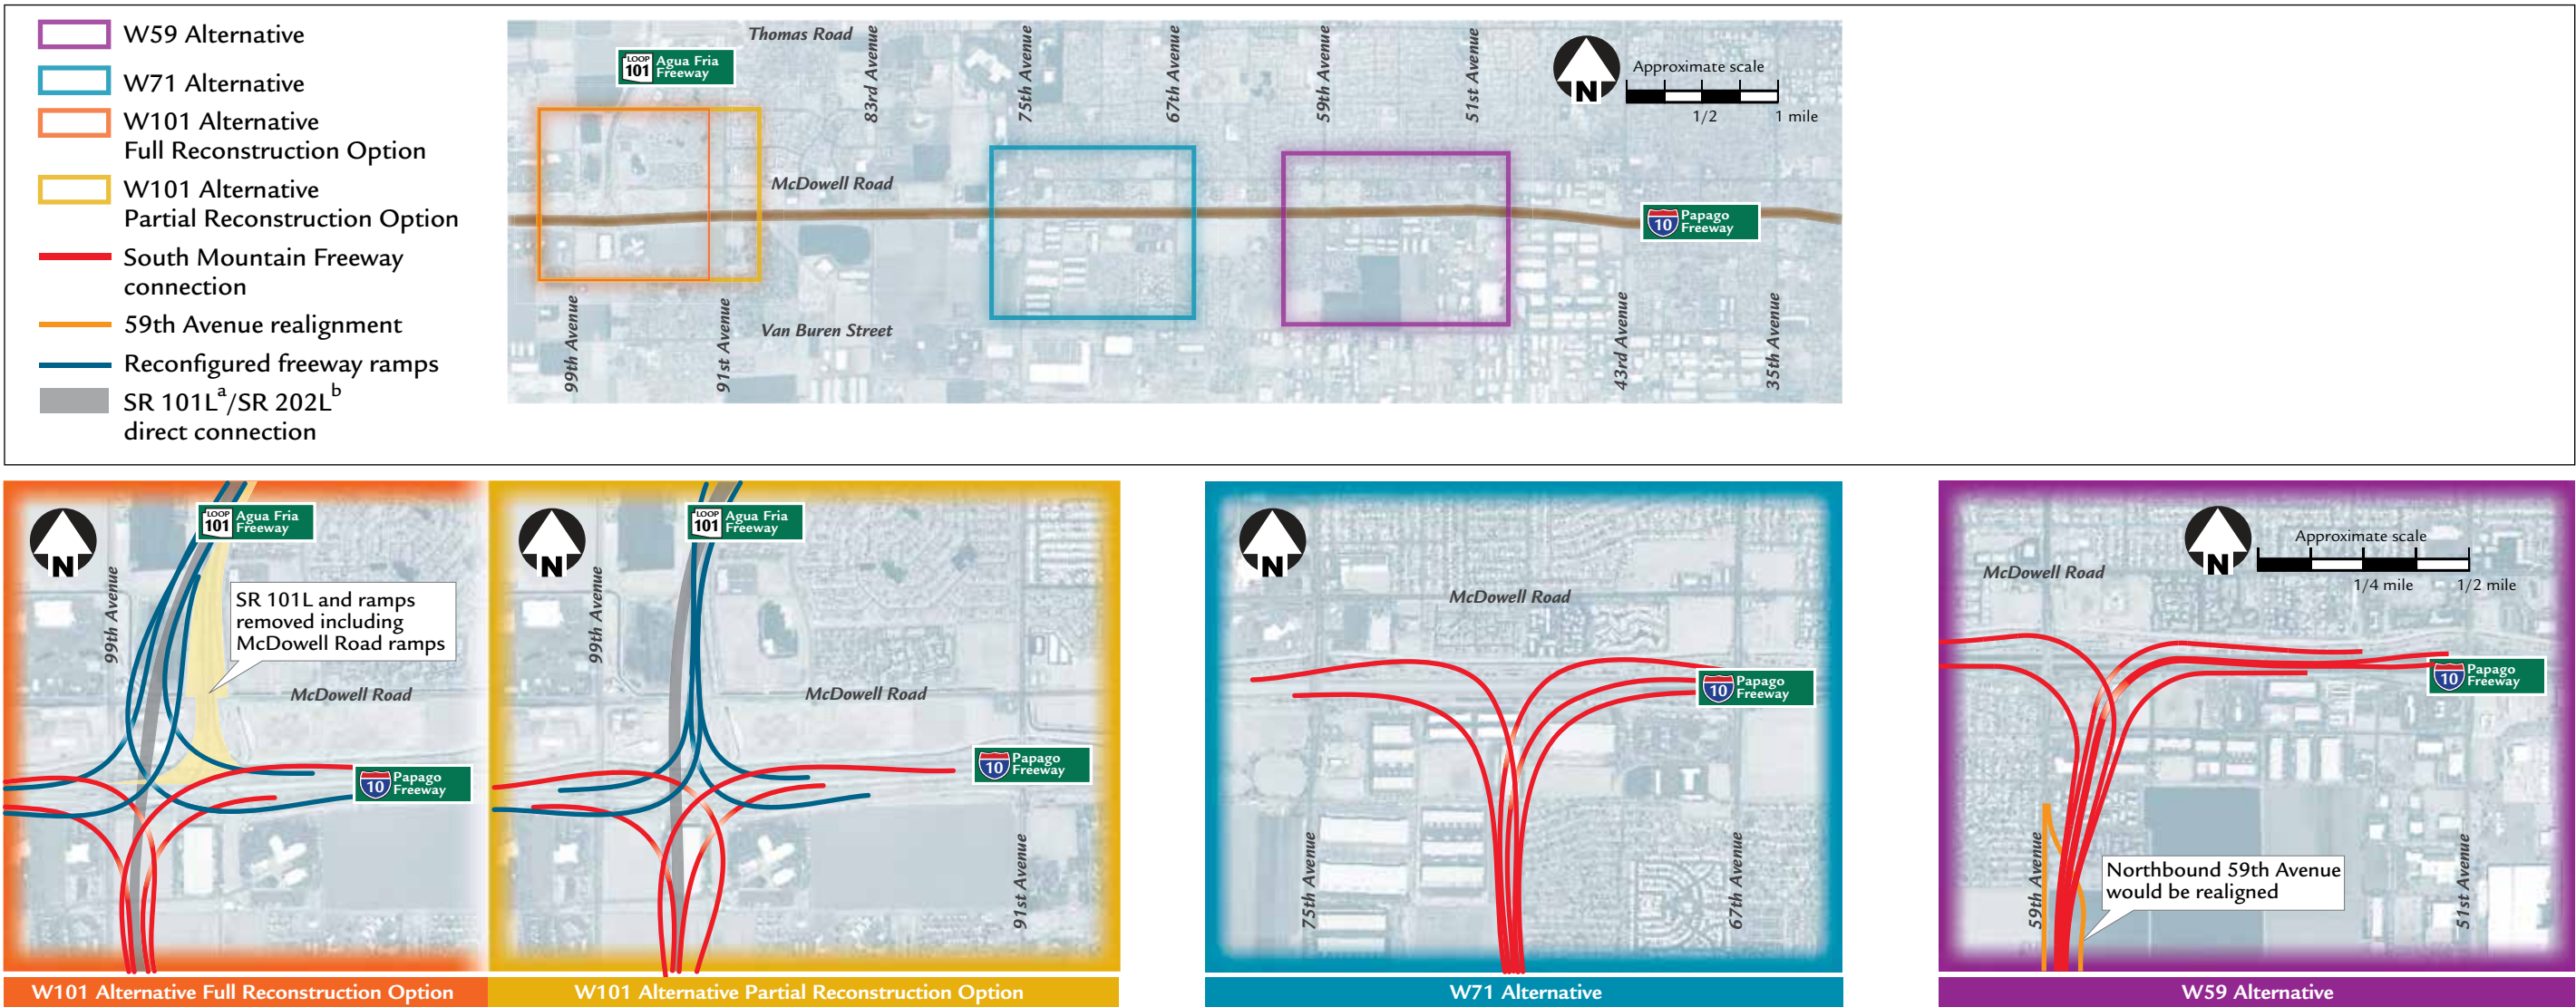 W59 Alternative
W71 Alternative
W101 Alternative
Full Reconstruction Option
W101 Alternative
Partial Reconstruction Option
South Mountain Freeway
connection
59th Avenue realignment
Reconfigured freeway ramps
SR 101Lᵃ/SR 202Lᵇ
direct connection
Thomas Road
LOOP
101
Agua Fria
Freeway
83rd Avenue
75th Avenue
67th Avenue
59th Avenue
51st Avenue
N
Approximate scale
1/2
1 mile
McDowell Road
10
Papago
Freeway
Van Buren Street
99th Avenue
91st Avenue
43rd Avenue
35th Avenue
N
LOOP
101
Agua Fria
Freeway
99th Avenue
SR 101L and ramps
removed including
McDowell Road ramps
McDowell Road
10
Papago
Freeway
W101 Alternative Full Reconstruction Option
N
LOOP
101
Agua Fria
Freeway
99th Avenue
McDowell Road
10
Papago
Freeway
91st Avenue
W101 Alternative Partial Reconstruction Option
N
McDowell Road
10
Papago
Freeway
75th Avenue
67th Avenue
W71 Alternative
N
Approximate scale
1/4 mile
1/2 mile
McDowell Road
10
Papago
Freeway
59th Avenue
Northbound 59th Avenue
would be realigned
51st Avenue
W59 Alternative